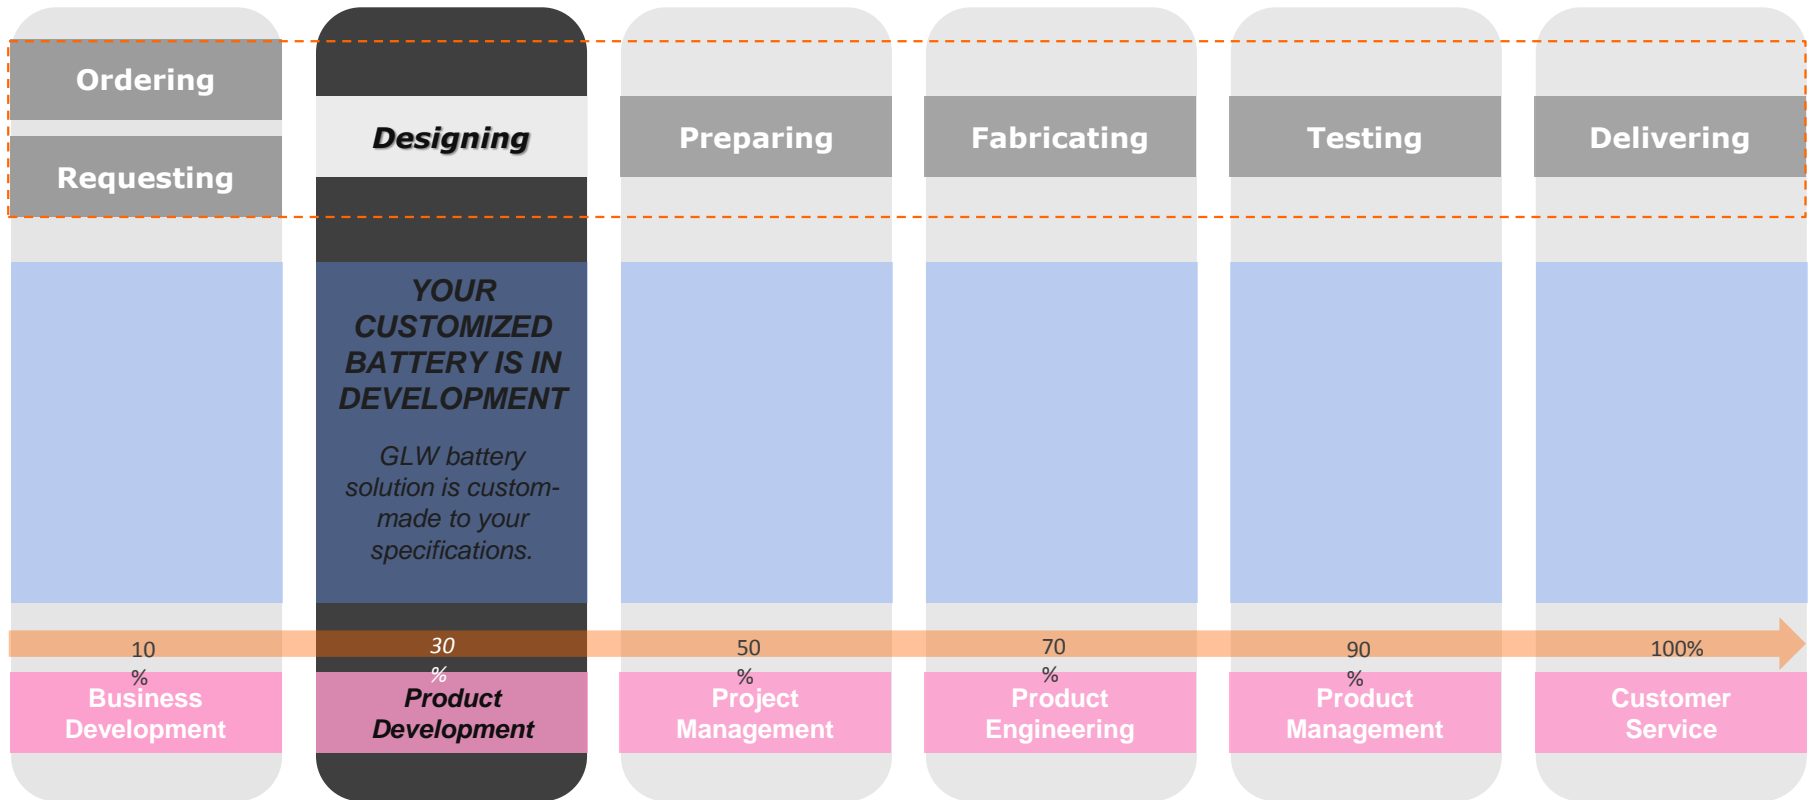 Ordering
Requesting
Designing
Preparing
Fabricating
Testing
Delivering
YOUR
CUSTOMIZED
BATTERY IS IN
DEVELOPMENT
GLW battery
solution is custom-
made to your
specifications.
10
%
30
%
50
%
70
%
90
%
100%
Business
Development
Product
Development
Project
Management
Product
Engineering
Product
Management
Customer
Service